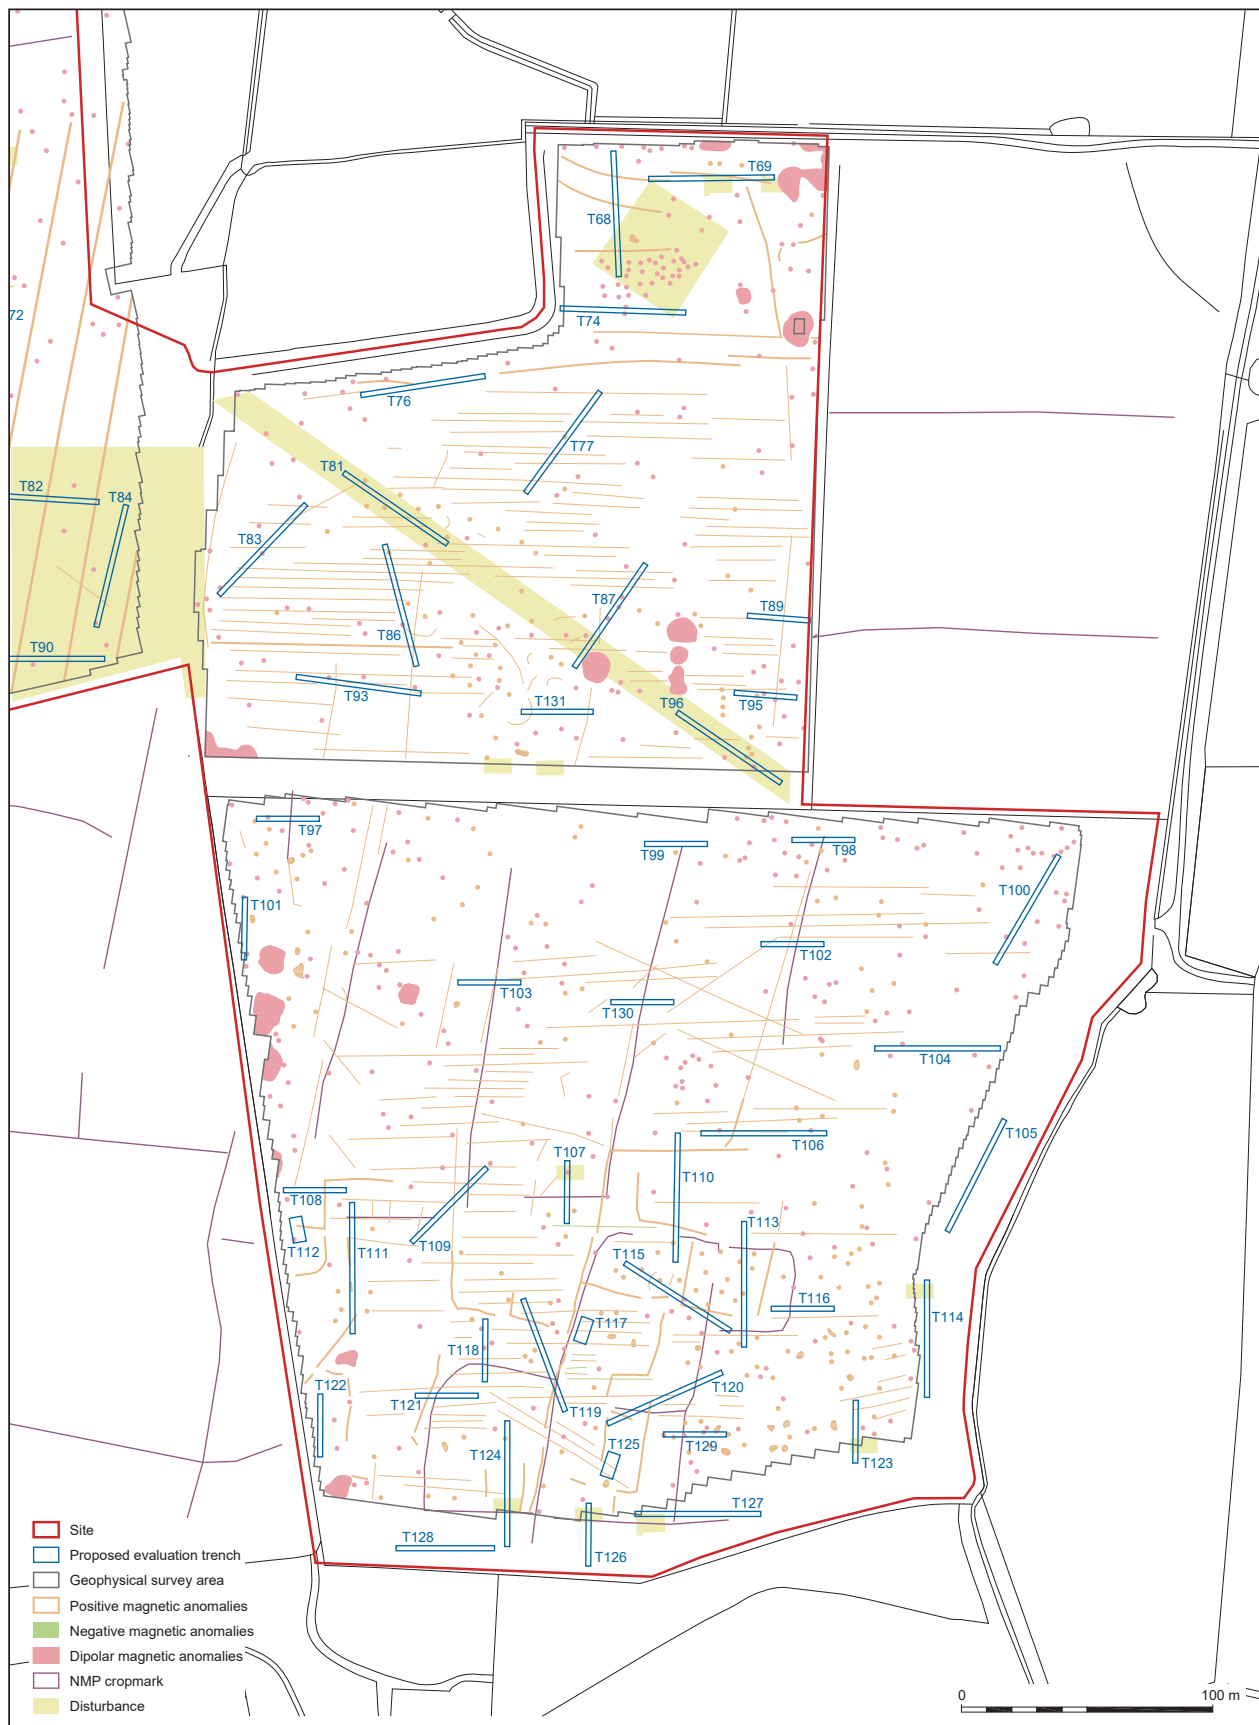 T69
T68
T74
72
T76
T77
T81
T82
T84
T83
T87
T89
T86
T90
T93
T131
T96
T95
T97
T99
T98
T100
T101
T102
T103
T130
T104
T105
T107
T106
T110
T108
T109
T112
T111
T113
T115
T116
T114
T117
T118
T122
T121
T119
T120
T124
T125
T129
T123
T127
T128
T126
Site
Proposed evaluation trench
Geophysical survey area
Positive magnetic anomalies
Negative magnetic anomalies
Dipolar magnetic anomalies
NMP cropmark
Disturbance
0 100 m